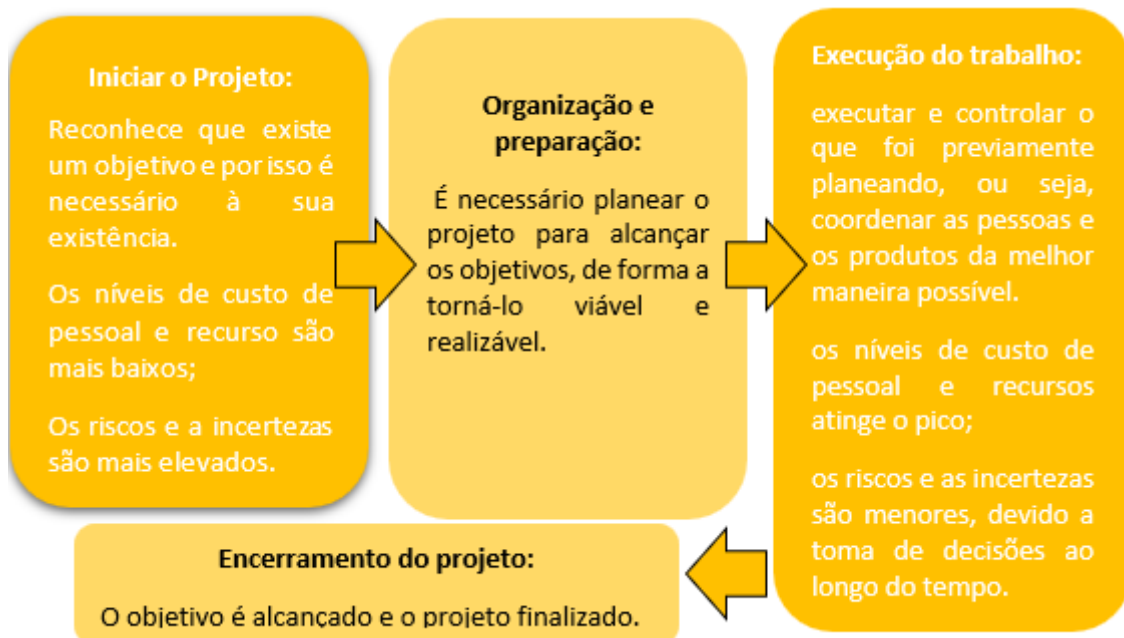 Iniciar o Projeto:
Reconhece que existe
um objetivo e por isso é
necessário à sua
existência.
Os níveis de custo de
pessoal e recurso são
mais baixos;
Os riscos e a incertezas
são mais elevados.
Organização e
preparação:
É necessário planear o
projeto para alcançar
os objetivos, de forma a
torná-lo viável e
realizável.
Execução do trabalho:
executar e controlar o
que foi previamente
planeando, ou seja,
coordenar as pessoas e
os produtos da melhor
maneira possível.
os níveis de custo de
pessoal e recursos
atinge o pico;
os riscos e as incertezas
são menores, devido a
toma de decisões ao
longo do tempo.
Encerramento do projeto:
O objetivo é alcançado e o projeto finalizado.